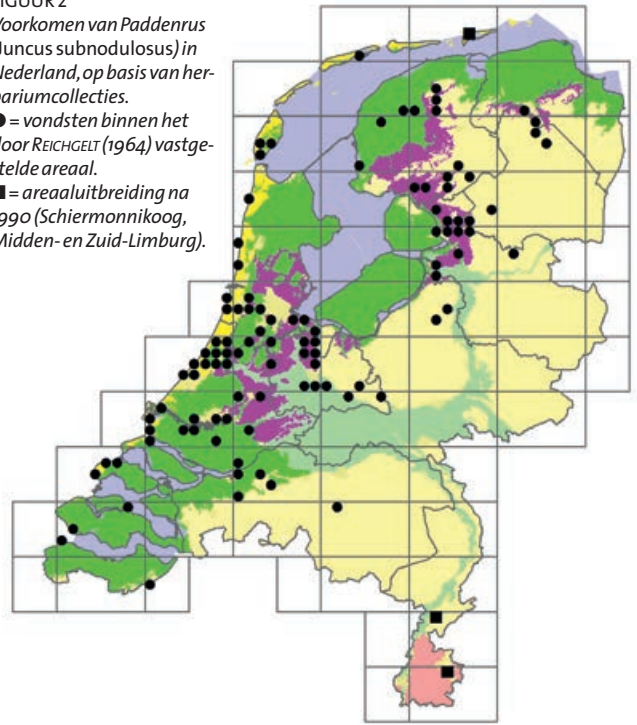 FIGUUR 2
Voorkomen van Paddenrus
Juncus subnodulosus) in
Nederland, op basis van her-
bariumcollecties.
● = vondsten binnen het
door REICHGELT (1964) vastge-
stelde areaal.
■ = areaaluitbreiding na
1990 (Schiermonnikoog,
Midden- en Zuid-Limburg).